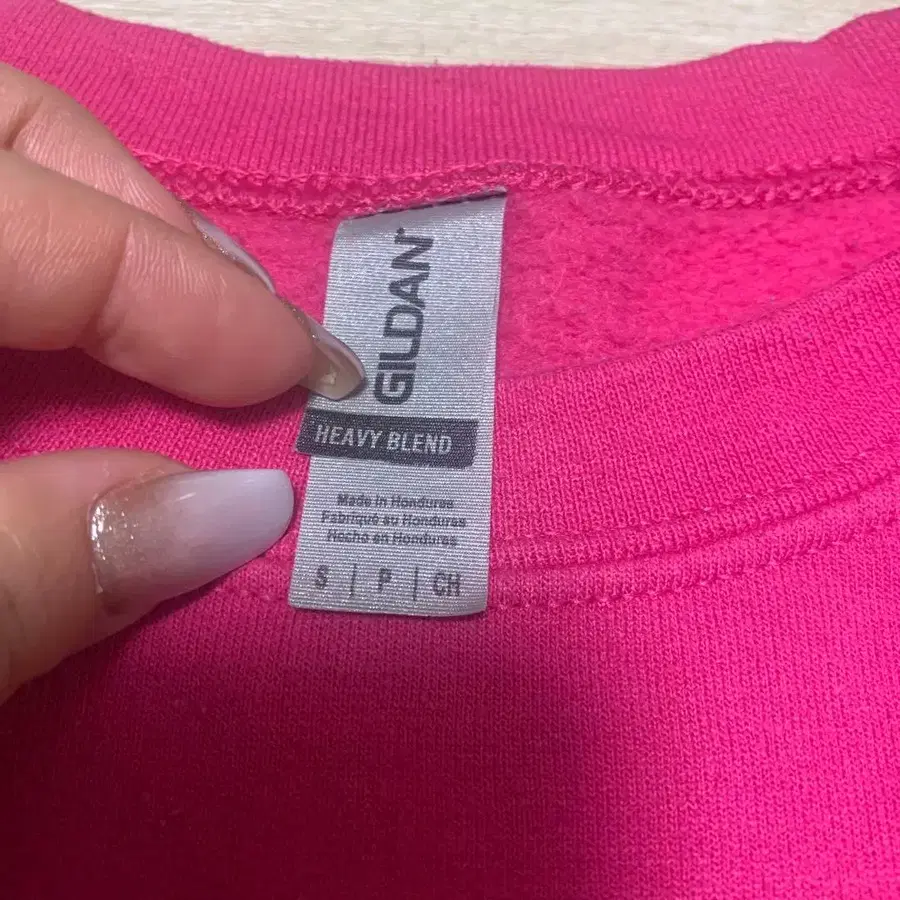 GILDAN
HEAVY BLEND
Made in Honduras
Fabriqué au Honduras
Hecho en Honduras
S | P | CH